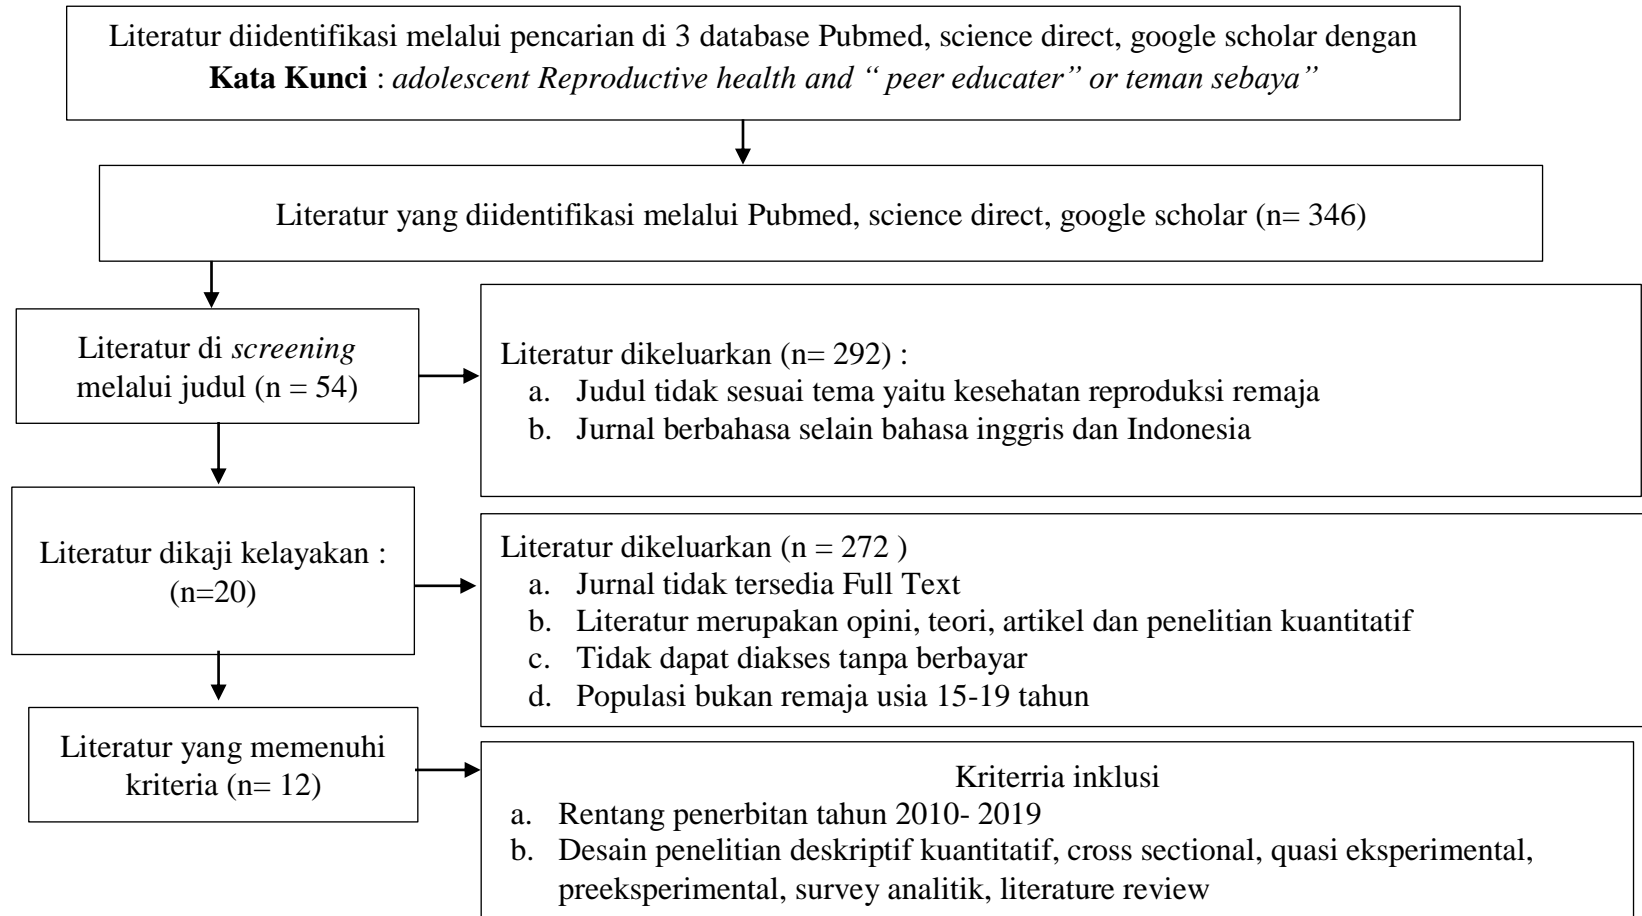 Literatur diidentifikasi melalui pencarian di 3 database Pubmed, science direct, google scholar dengan
Kata Kunci : adolescent Reproductive health and “ peer educater” or teman sebaya”
Literatur yang diidentifikasi melalui Pubmed, science direct, google scholar (n= 346)
Literatur di screening
melalui judul (n = 54)
Literatur dikeluarkan (n= 292) :
a. Judul tidak sesuai tema yaitu kesehatan reproduksi remaja
b. Jurnal berbahasa selain bahasa inggris dan Indonesia
Literatur dikaji kelayakan :
(n=20)
Literatur dikeluarkan (n = 272 )
a. Jurnal tidak tersedia Full Text
b. Literatur merupakan opini, teori, artikel dan penelitian kuantitatif
c. Tidak dapat diakses tanpa berbayar
d. Populasi bukan remaja usia 15-19 tahun
Literatur yang memenuhi
kriteria (n= 12)
Kriterria inklusi
a. Rentang penerbitan tahun 2010- 2019
b. Desain penelitian deskriptif kuantitatif, cross sectional, quasi eksperimental,
preeksperimental, survey analitik, literature review